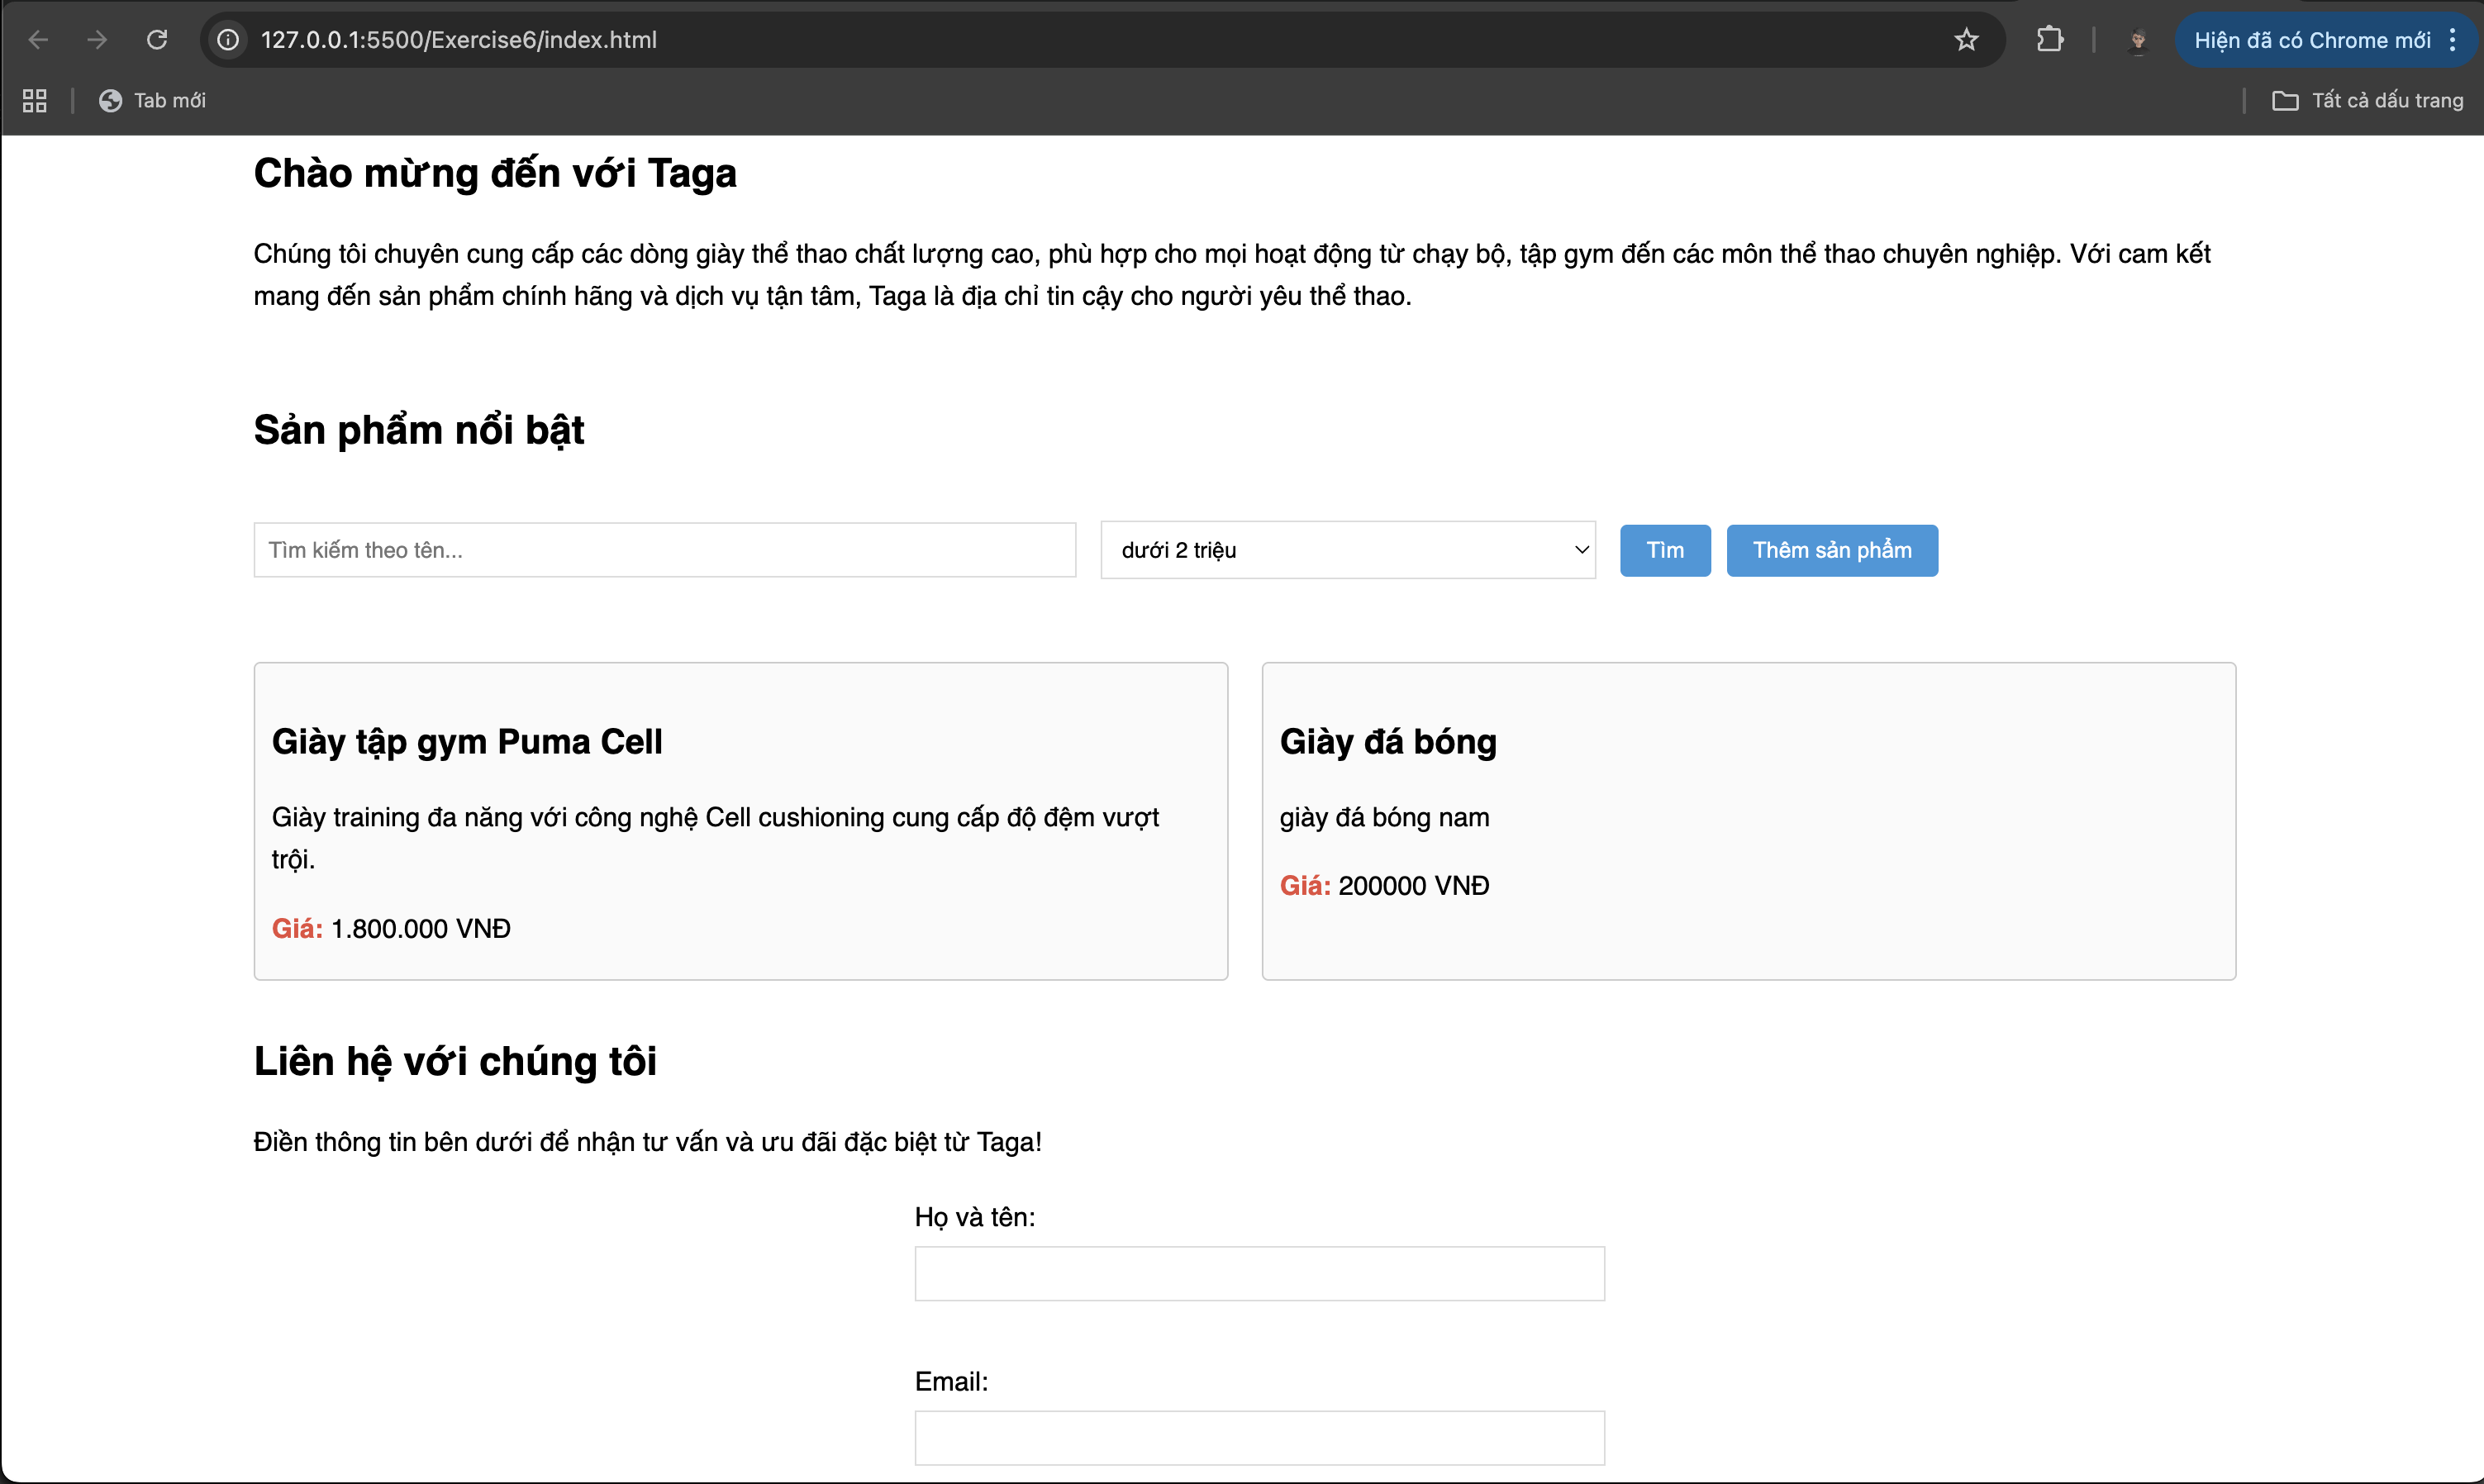 127.0.0.1:5500/Exercise6/index.html
Hiện đã có Chrome mới
Tab mới
Tất cả dấu trang
Chào mừng đến với Taga
Chúng tôi chuyên cung cấp các dòng giày thể thao chất lượng cao, phù hợp cho mọi hoạt động từ chạy bộ, tập gym đến các môn thể thao chuyên nghiệp. Với cam kết
mang đến sản phẩm chính hãng và dịch vụ tận tâm, Taga là địa chỉ tin cậy cho người yêu thể thao.
Sản phẩm nổi bật
Tìm kiếm theo tên...
dưới 2 triệu
Tìm
Thêm sản phẩm
Giày tập gym Puma Cell
Giày training đa năng với công nghệ Cell cushioning cung cấp độ đệm vượt
trội.
Giá: 1.800.000 VNĐ
Giày đá bóng
giày đá bóng nam
Giá: 200000 VNĐ
Liên hệ với chúng tôi
Điền thông tin bên dưới để nhận tư vấn và ưu đãi đặc biệt từ Taga!
Họ và tên:
Email: